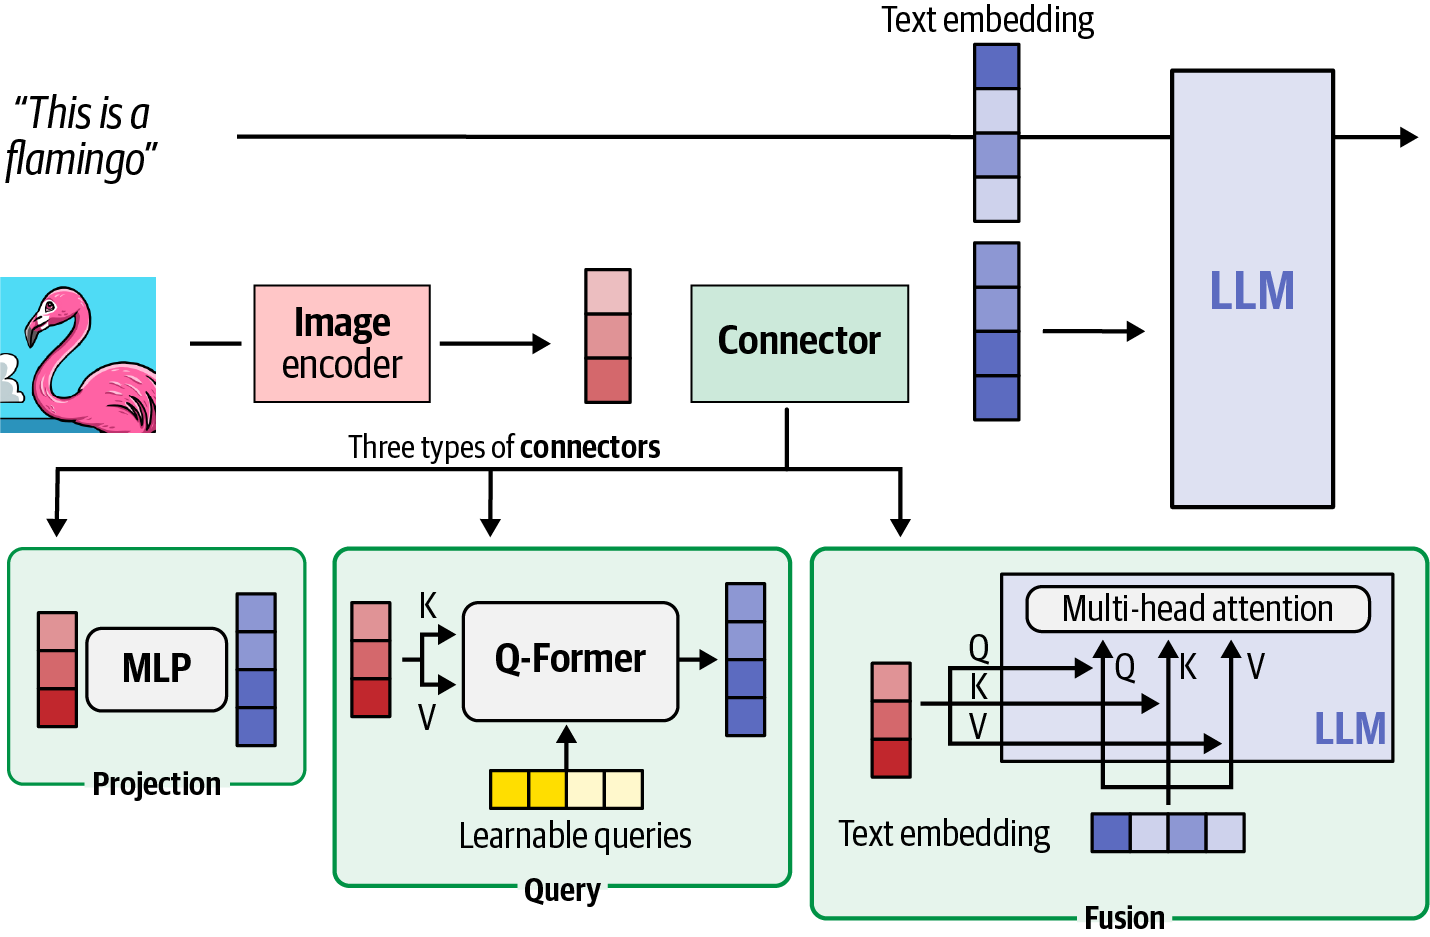 Text embedding
“This is a
flamingo”
Image
encoder
Connector
LLM
Three types of connectors
MLP
Projection
K
V
Q-Former
Learnable queries
Query
Multi-head attention
Q
K
V
Q
K
V
LLM
Text embedding
Fusion